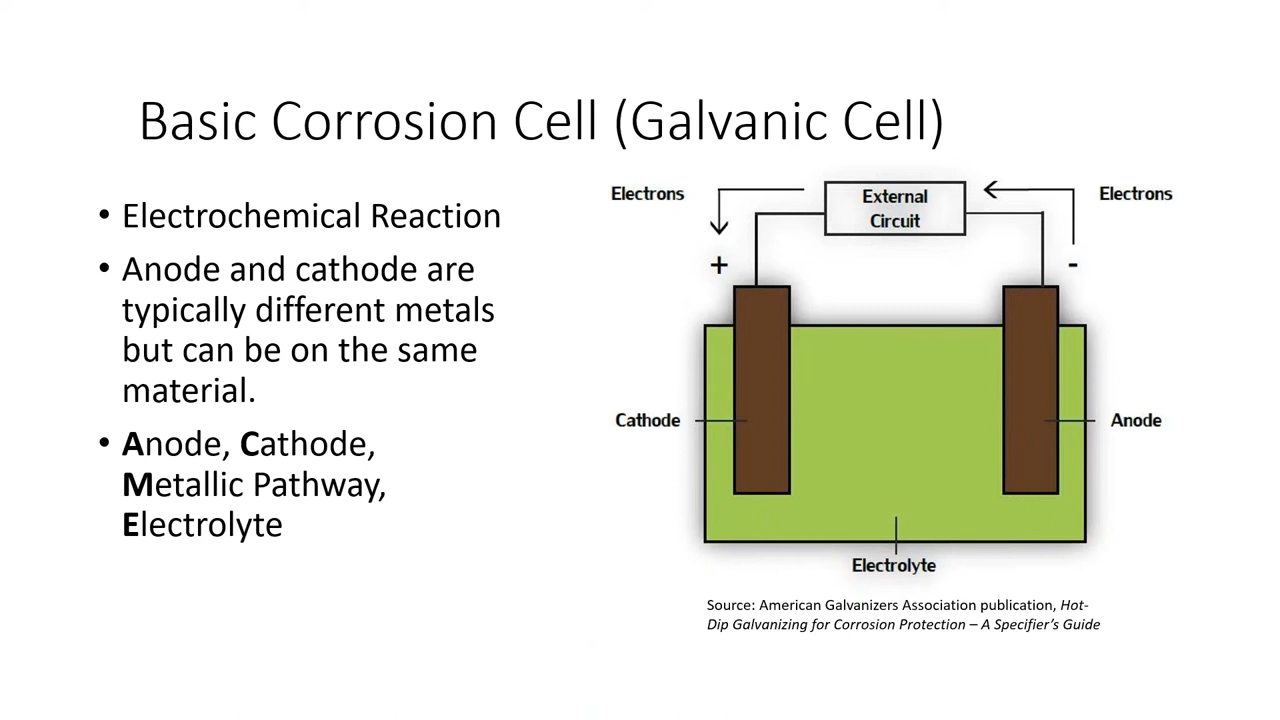 Basic Corrosion Cell (Galvanic Cell)
• Electrochemical Reaction
• Anode and cathode are
typically different metals
but can be on the same
material.
• Anode, Cathode,
Metallic Pathway,
Electrolyte
Electrons
External
Circuit
Electrons
+
-
Cathode
Anode
Electrolyte
Source: American Galvanizers Association publication, Hot-
Dip Galvanizing for Corrosion Protection – A Specifier's Guide